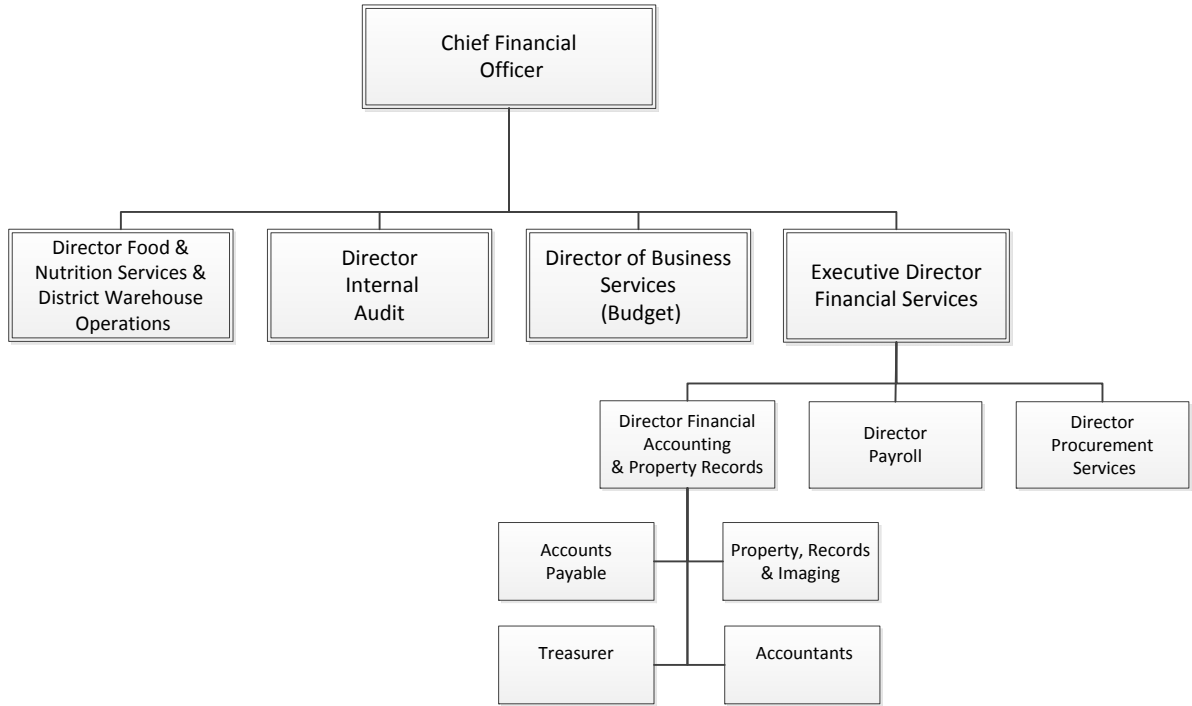 Chief Financial
Officer
Director Food &
Nutrition Services &
District Warehouse
Operations
Director
Internal
Audit
Director of Business
Services
(Budget)
Executive Director
Financial Services
Director Financial
Accounting
& Property Records
Director
Payroll
Director
Procurement
Services
Accounts
Payable
Property, Records
& Imaging
Treasurer
Accountants